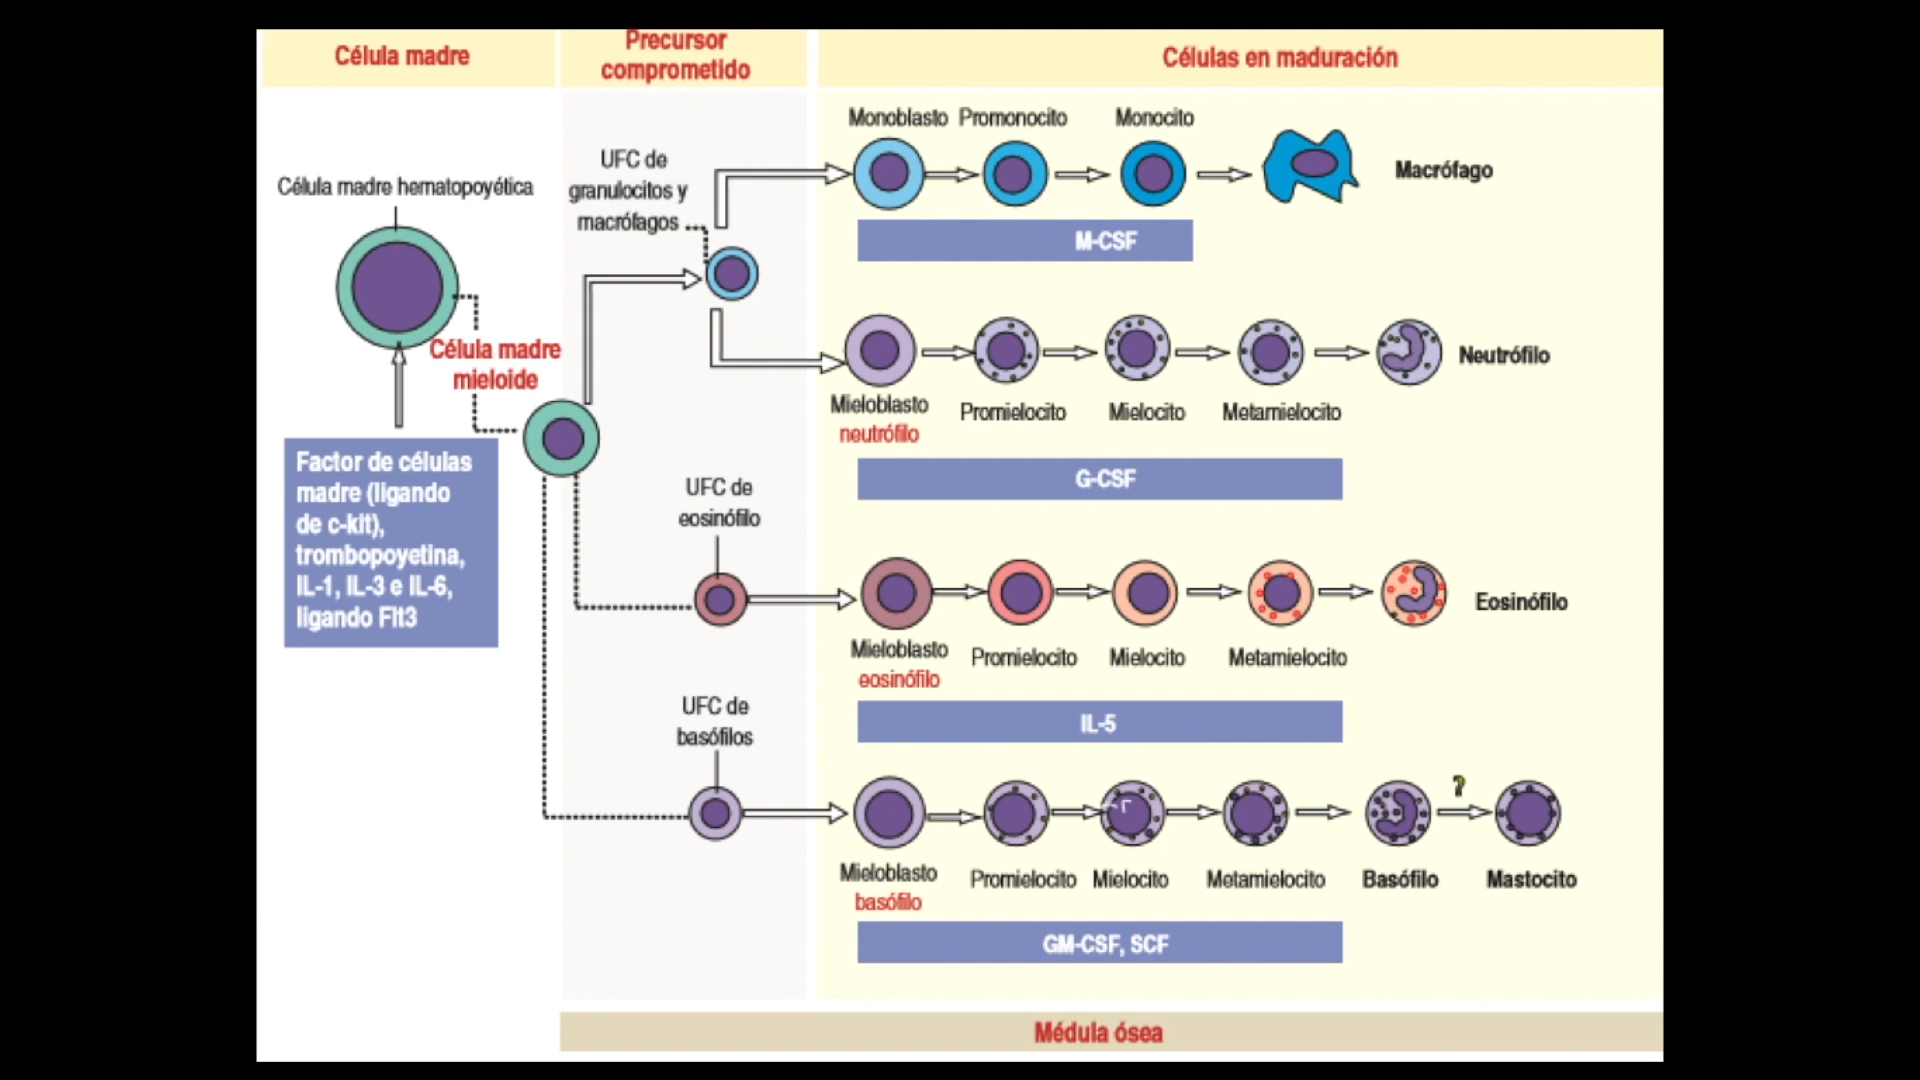 Célula madre
Precursor
comprometido
Células en maduración
Célula madre hematopoyética
Célula madre
mieloide
Factor de células
madre (ligando
de c-kit),
trombopoyetina,
IL-1, IL-3 e IL-6,
ligando Flt3
UFC de
granulocitos y
macrófagos
Monoblasto Promonocito Monocito
Macrófago
M-CSF
Neutrófilo
Mieloblasto
neutrófilo
Promielocito Mielocito Metamielocito
G-CSF
UFC de
eosinófilo
Eosinófilo
Mieloblasto
eosinófilo
Promielocito Mielocito Metamielocito
IL-5
UFC de
basófilos
?
Mieloblasto
basófilo
Promielocito Mielocito Metamielocito Basófilo Mastocito
GM-CSF, SCF
Médula ósea